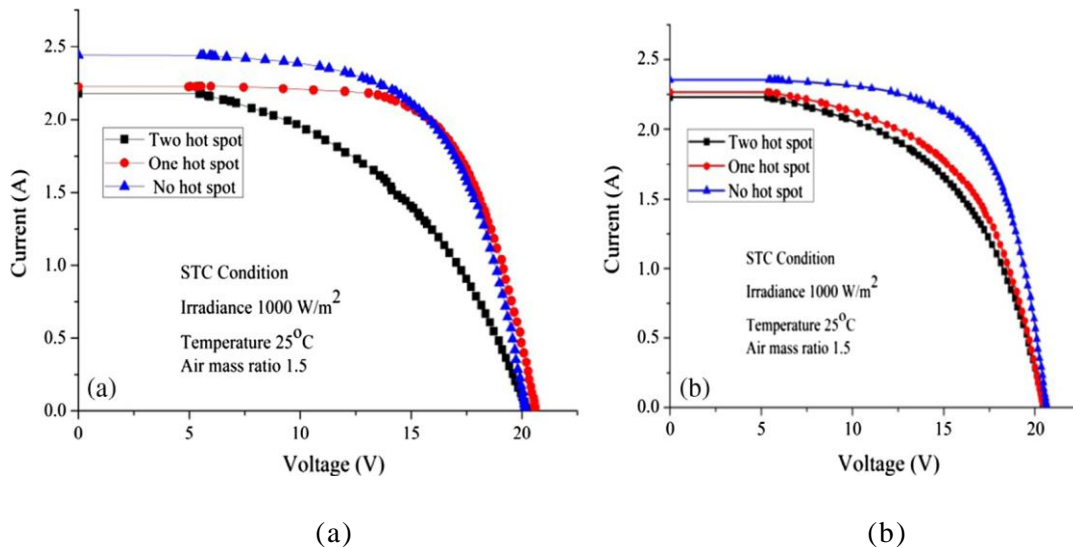 2.5
2.0
1.5
1.0
0.5
0.0
Current (A)
Two hot spot
One hot spot
No hot spot
STC Condition
Irradiance 1000 W/m²
Temperature 25⁰C
Air mass ratio 1.5
(a)
0 5 10 15 20
Voltage (V)
2.5
2.0
1.5
1.0
0.5
0.0
Current (A)
Two hot spot
One hot spot
No hot spot
STC Condition
Irradiance 1000 W/m²
Temperature 25⁰C
Air mass ratio 1.5
(b)
0 5 10 15 20
Voltage (V)
(a) (b)